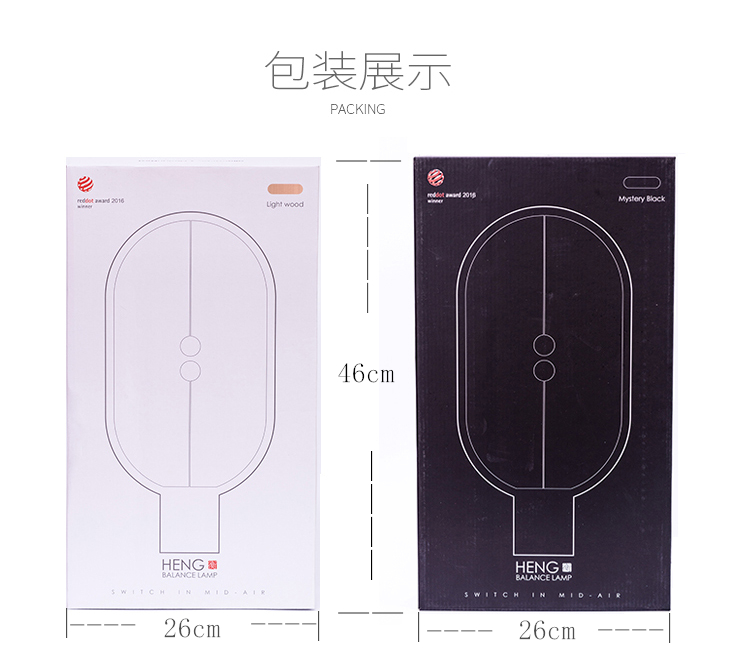 包装展示
PACKING
reddot award 2016
winner
Light wood
HENG
BALANCE LAMP
SWITCH IN MID-AIR
26cm
46cm
reddot award 2016
winner
Mystery Black
HENG
BALANCE LAMP
SWITCH IN MID-AIR
26cm